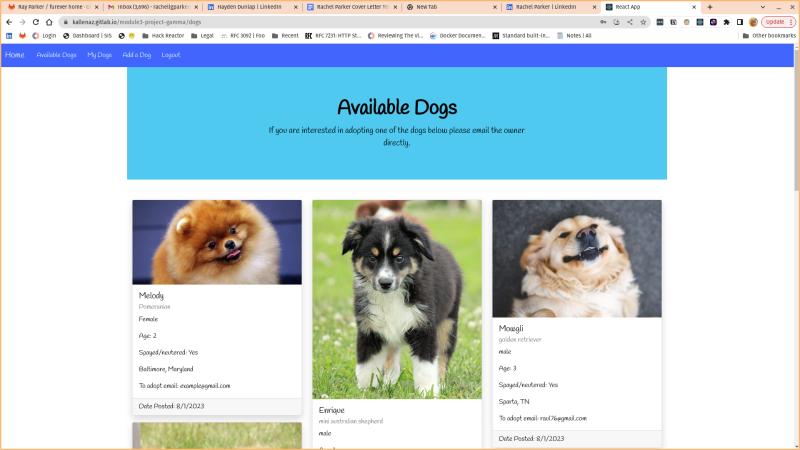 Ray Parker / furever home
Inbox (3,696) - rachellgparker
Hayden Dunlap | LinkedIn
Rachel Parker Cover Letter
New Tab
Rachel Parker | LinkedIn
React App
kallenaz.gitlab.io/module3-project-gamma/dogs
Update
Login
Dashboard | SIS
Hack Reactor
Legal
RFC 3092 | Foo
Recent
RFC 7231: HTTP St...
Reviewing The Vi...
Docker Documen...
Standard built-in...
Notes | All
Other bookmarks
Home
Available Dogs
My Dogs
Add a Dog
Logout
Available Dogs
If you are interested in adopting one of the dogs below please email the owner
directly.
Melody
Pomeranian
Female
Age: 2
Spayed/neutered: Yes
Baltimore, Maryland
To adopt email: example@gmail.com
Date Posted: 8/1/2023
Enrique
mini australian shepherd
male
Mowgli
golden retriever
male
Age: 3
Spayed/neutered: Yes
Sparta, TN
To adopt email: raul76@gmail.com
Date Posted: 8/1/2023